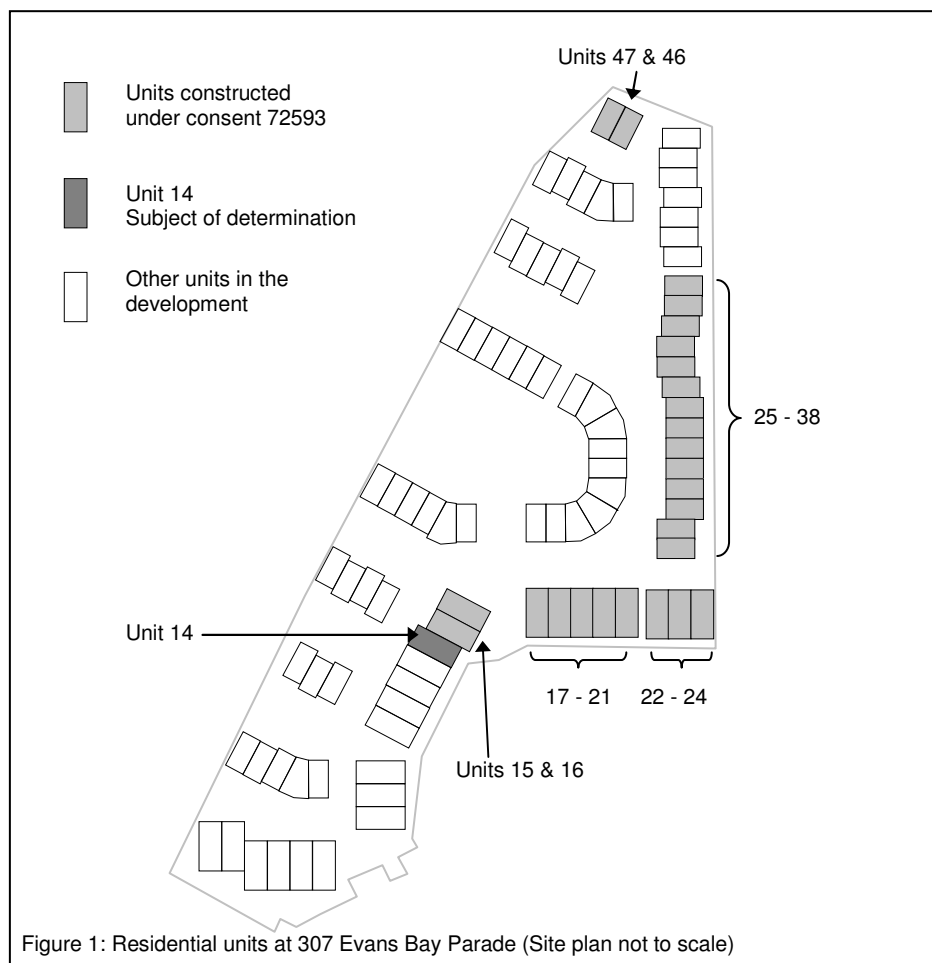 Units 47 & 46
Units constructed
under consent 72593
Unit 14
Subject of determination
Other units in the
development
25 - 38
Unit 14
17 - 21
22 - 24
Units 15 & 16
Figure 1: Residential units at 307 Evans Bay Parade (Site plan not to scale)